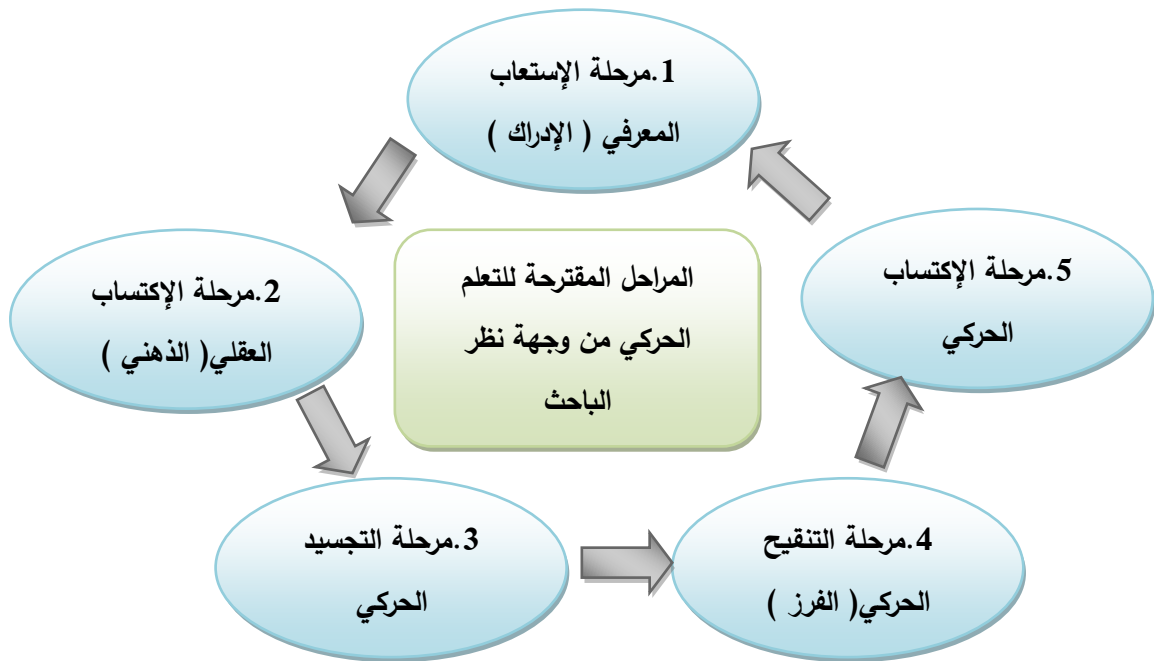 1.مرحلة الإستعاب
المعرفي ( الإدراك )
2.مرحلة الإكتساب
العقلي( الذهني )
3.مرحلة التجسيد
الحركي
4.مرحلة التنقيح
الحركي( الفرز )
5.مرحلة الإكتساب
الحركي
المراحل المقترحة للتعلم
الحركي من وجهة نظر
الباحث